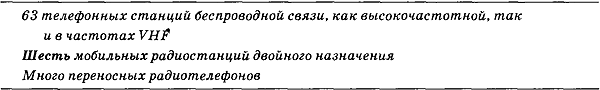 63 телефонных станций беспроводной связи, как высокочастотной, так
и в частотах VHF
Шесть мобильных радиостанций двойного назначения
Много переносных радиотелефонов